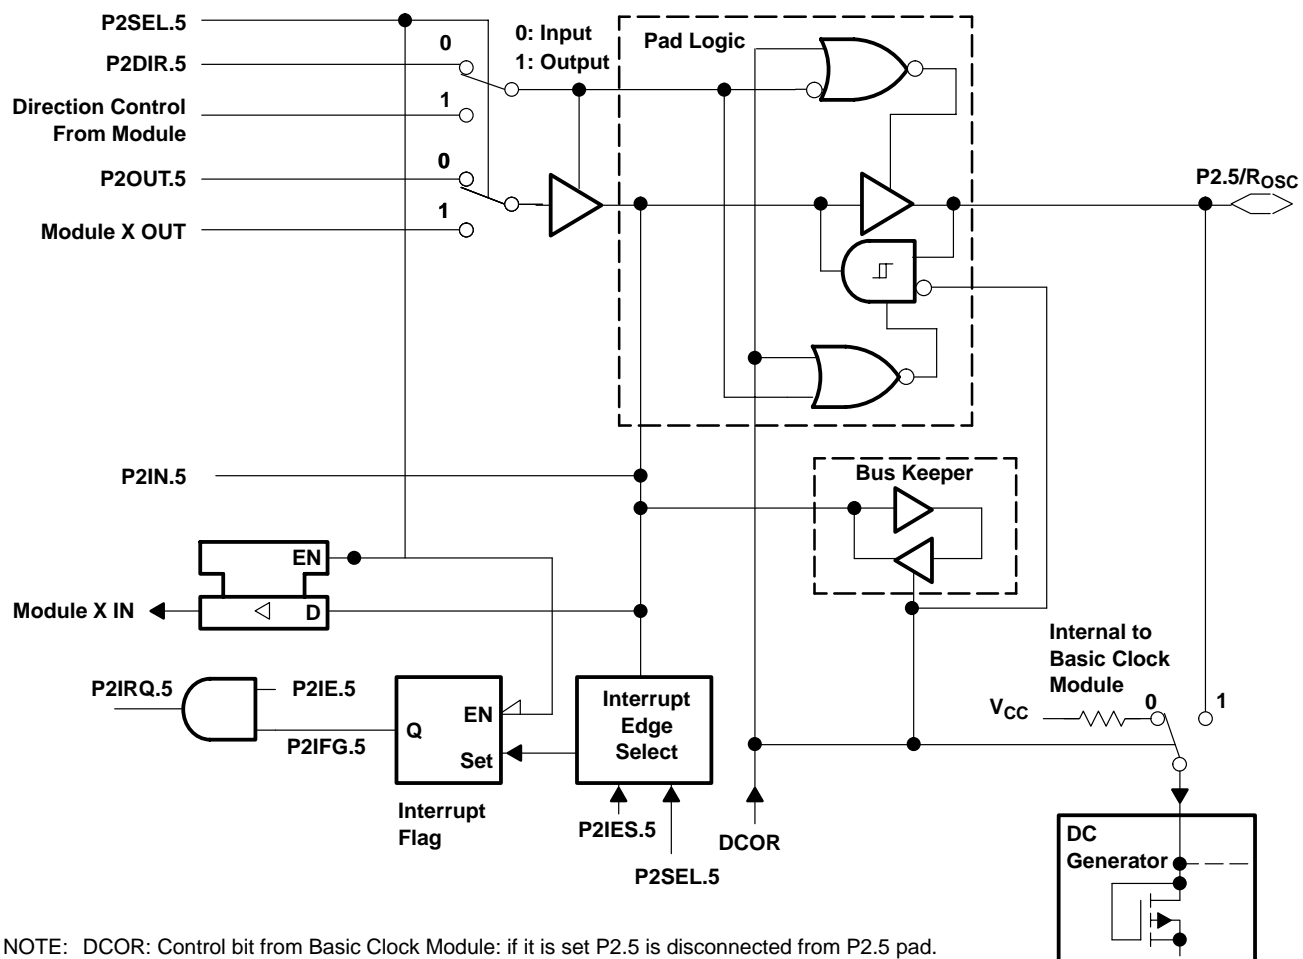 P2SEL.5
0
P2DIR.5
0: Input
1: Output
Pad Logic
Direction Control
From Module
1
0
P2OUT.5
1
Module X OUT
P2.5/ROSC
P2IN.5
Bus Keeper
EN
Module X IN
D
Internal to
Basic Clock
Module
VCC
0
1
P2IRQ.5
P2IE.5
P2IFG.5
Q
EN
Set
Interrupt
Flag
Interrupt
Edge
Select
P2IES.5
P2SEL.5
DCOR
DC
Generator
NOTE: DCOR: Control bit from Basic Clock Module: if it is set P2.5 is disconnected from P2.5 pad.